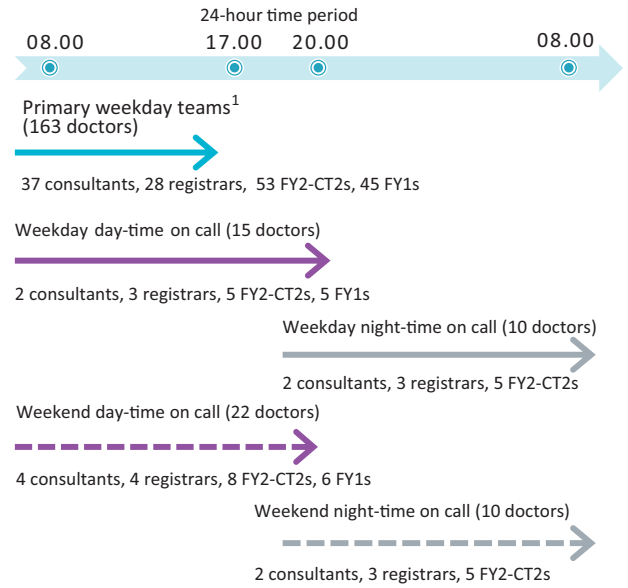 24-hour time period
08.00 17.00 20.00 08.00
Primary weekday teams1
(163 doctors)
37 consultants, 28 registrars, 53 FY2-CT2s, 45 FY1s
Weekday day-time on call (15 doctors)
2 consultants, 3 registrars, 5 FY2-CT2s, 5 FY1s
Weekday night-time on call (10 doctors)
2 consultants, 3 registrars, 5 FY2-CT2s
Weekend day-time on call (22 doctors)
4 consultants, 4 registrars, 8 FY2-CT2s, 6 FY1s
Weekend night-time on call (10 doctors)
2 consultants, 3 registrars, 5 FY2-CT2s